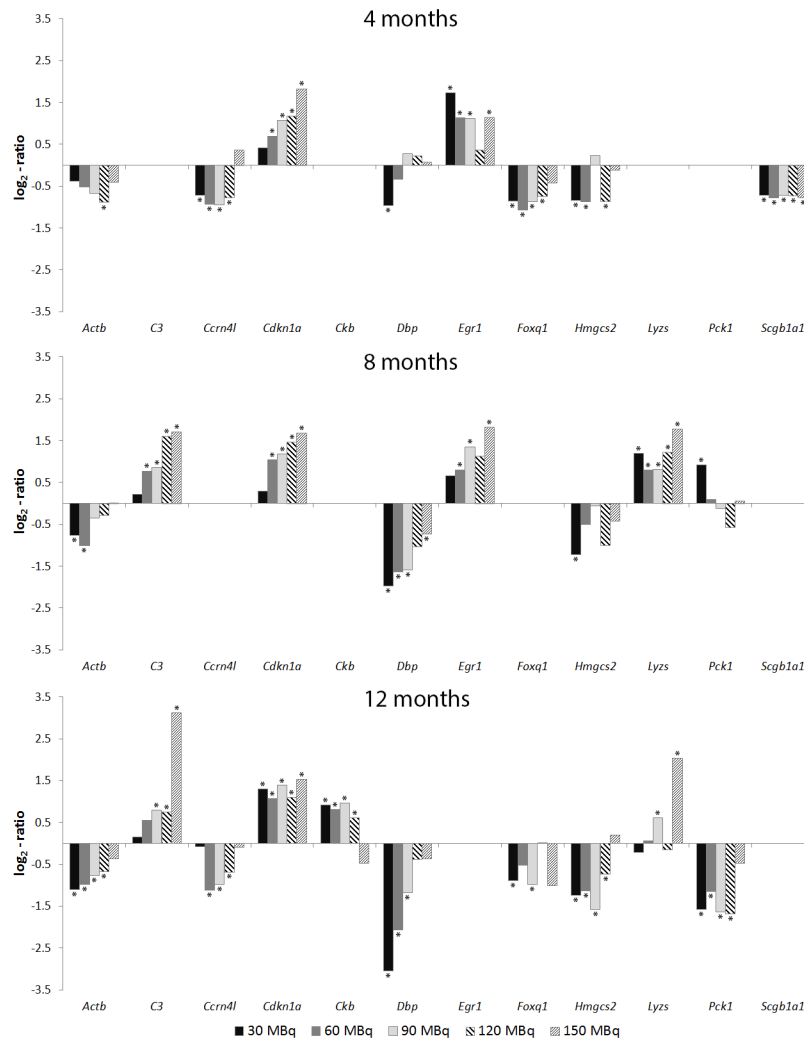 4 months
3.5
2.5
1.5
0.5
-0.5
-1.5
-2.5
-3.5
log2 - ratio
* * * * * * * * * * * * * * * * * * * * * * * * * * * * *
Actb C3 Ccrn4l Cdkn1a Ckb Dbp Egr1 Foxq1 Hmgcs2 Lyzs Pck1 Scgb1a1
8 months
3.5
2.5
1.5
0.5
-0.5
-1.5
-2.5
-3.5
log2 - ratio
Actb C3 Ccrn4l Cdkn1a Ckb Dbp Egr1 Foxq1 Hmgcs2 Lyzs Pck1 Scgb1a1
12 months
3.5
2.5
1.5
0.5
-0.5
-1.5
-2.5
-3.5
log2 - ratio
Actb C3 Ccrn4l Cdkn1a Ckb Dbp Egr1 Foxq1 Hmgcs2 Lyzs Pck1 Scgb1a1
30 MBq 60 MBq 90 MBq 120 MBq 150 MBq